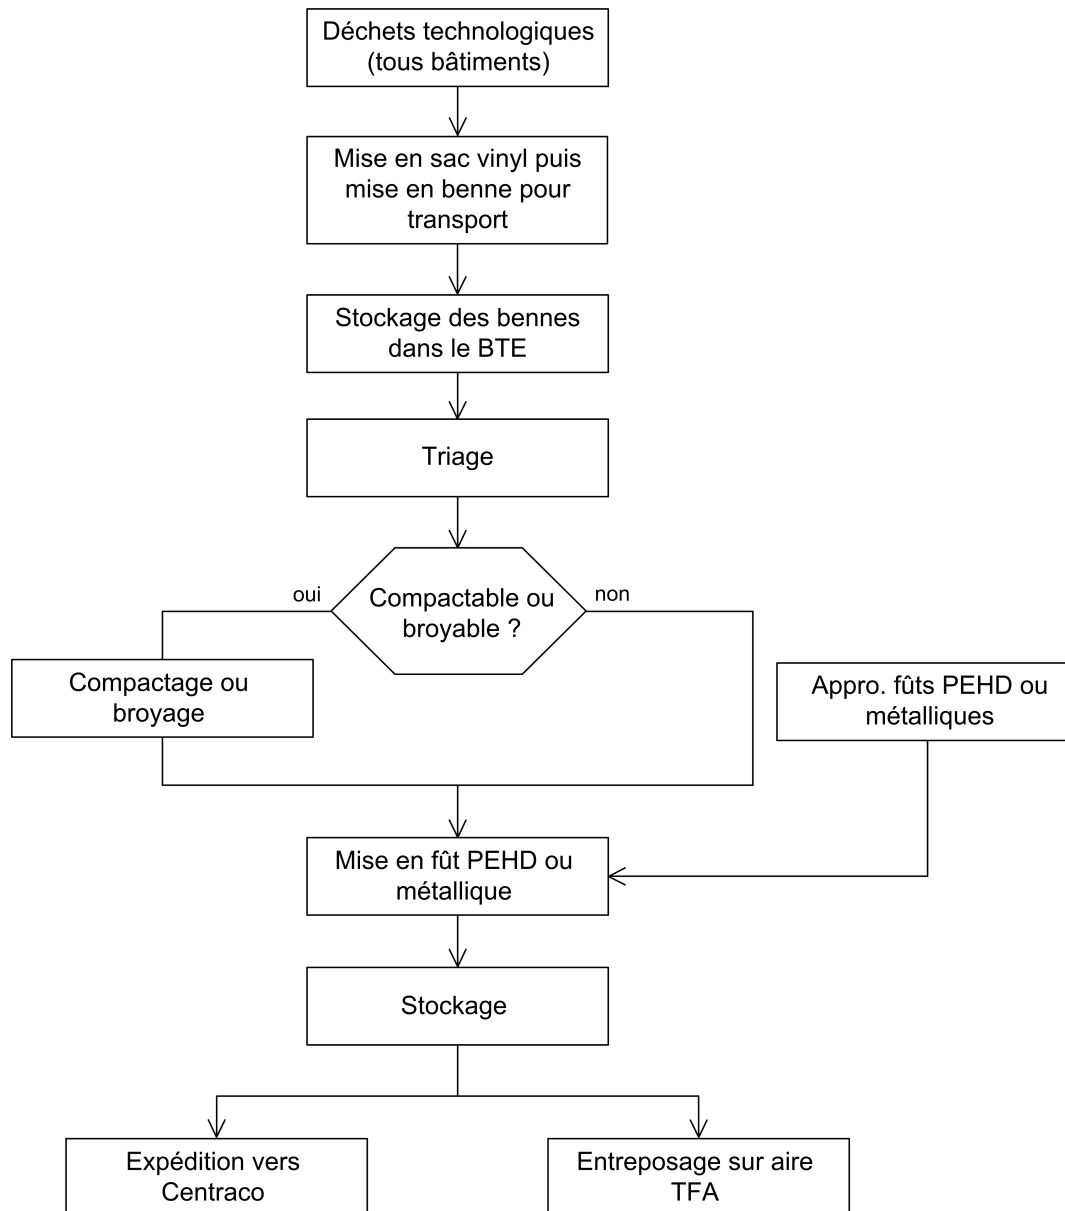 Déchets technologiques
(tous bâtiments)
Mise en sac vinyl puis
mise en benne pour
transport
Stockage des bennes
dans le BTE
Triage
oui
Compactable ou
broyable ?
non
Compactage ou
broyage
Appro. fûts PEHD ou
métalliques
Mise en fût PEHD ou
métallique
Stockage
Expédition vers
Centraco
Entreposage sur aire
TFA